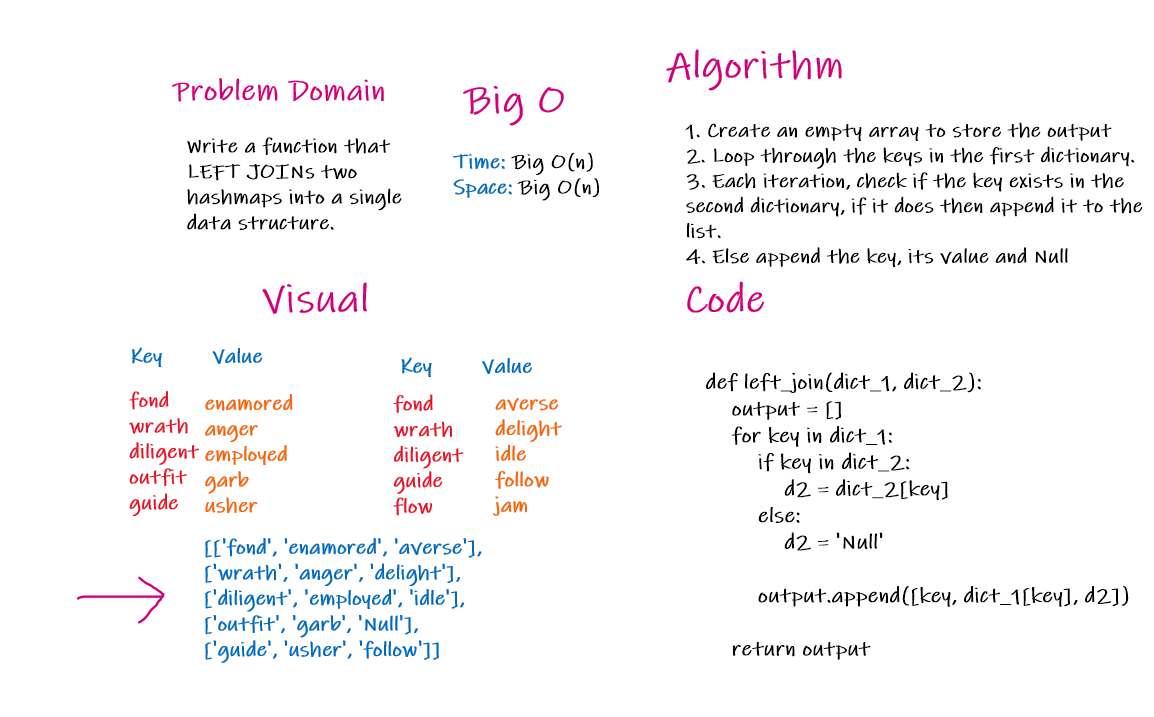 Problem Domain
Write a function that
LEFT JOINs two
hashmaps into a single
data structure.
Big O
Time: Big O(n)
Space: Big O(n)
Algorithm
1. Create an empty array to store the output
2. Loop through the keys in the first dictionary.
3. Each iteration, check if the key exists in the
second dictionary, if it does then append it to the
list.
4. Else append the key, its value and Null
Visual
Key Value
fond enamored
wrath anger
diligent employed
outfit garb
guide usher
Key Value
fond averse
wrath delight
diligent idle
guide follow
flow jam
[['fond', 'enamored', 'averse'],
['wrath', 'anger', 'delight'],
['diligent', 'employed', 'idle'],
['outfit', 'garb', 'Null'],
['guide', 'usher', 'follow']]
Code
def left_join(dict_1, dict_2):
output = []
for key in dict_1:
if key in dict_2:
d2 = dict_2[key]
else:
d2 = 'Null'
output.append([key, dict_1[key], d2])
return output